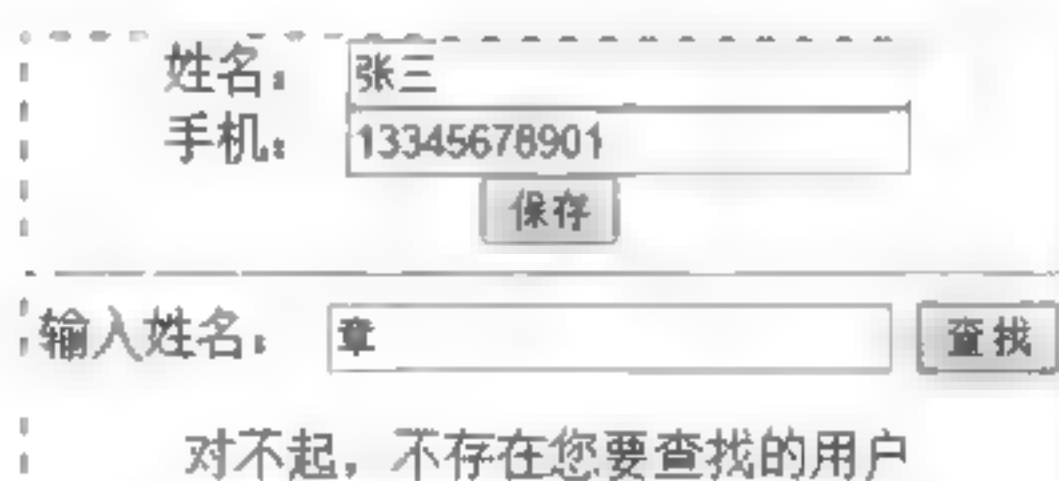 姓名: 张三
手机: 13345678901
保存
输入姓名: 章 查找
对不起，不存在您要查找的用户